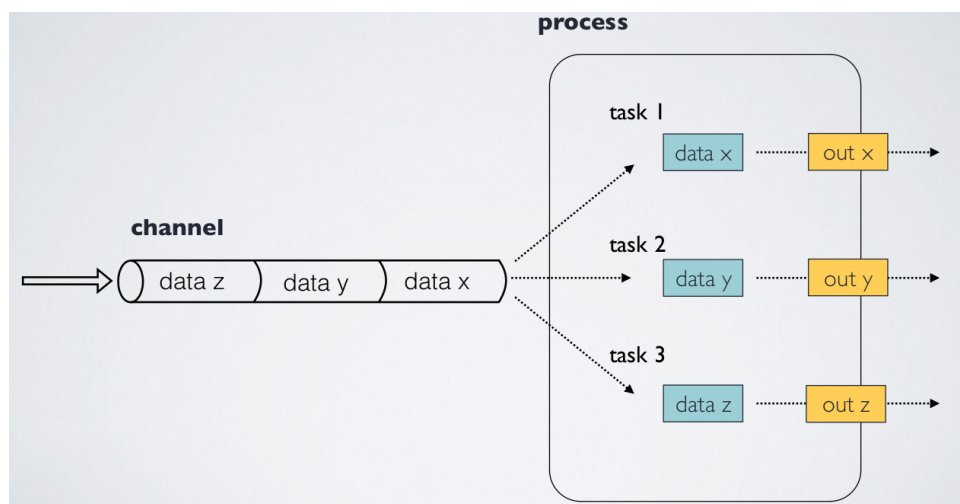 process
task 1
data x
out x
channel
task 2
data z
data y
data x
data y
out y
task 3
data z
out z